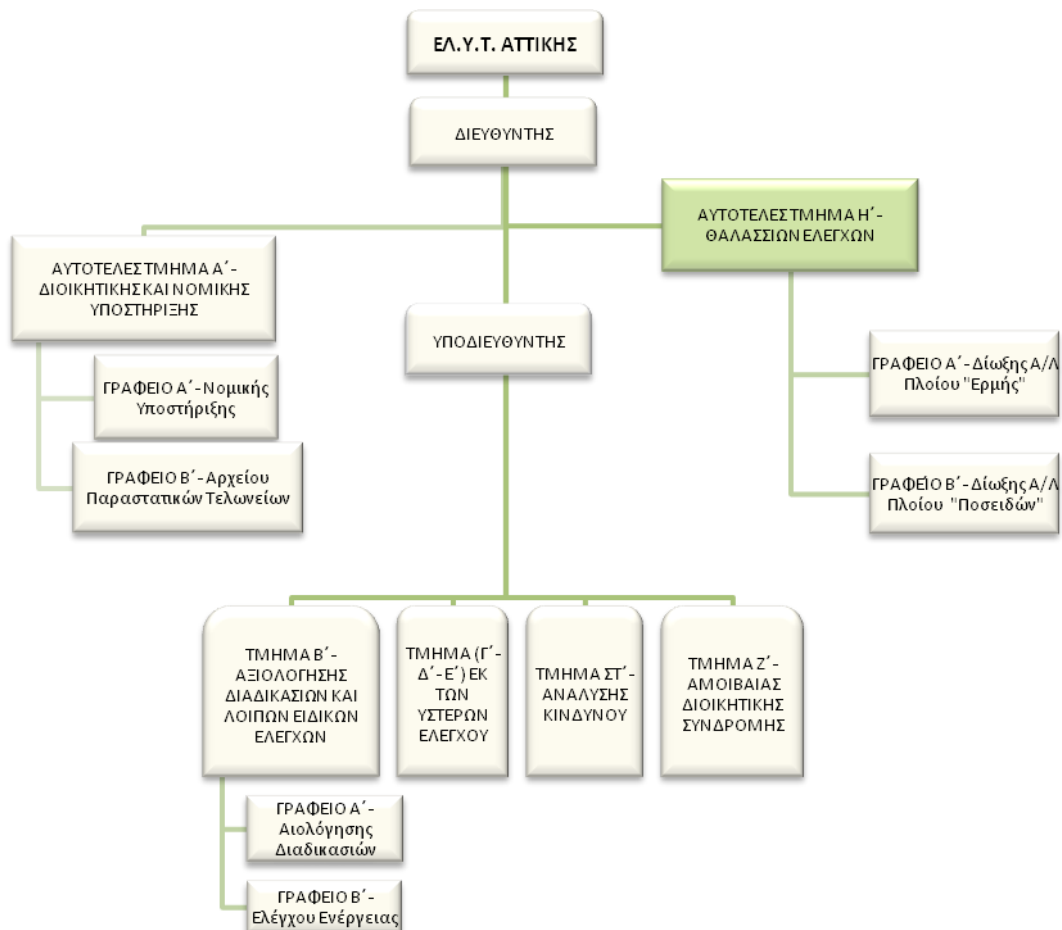 ΕΛ.Υ.Τ. ΑΤΤΙΚΗΣ
ΔΙΕΥΘΥΝΤΗΣ
ΑΥΤΟΤΕΛΕΣ ΤΜΗΜΑ Α΄-
ΔΙΟΙΚΗΤΙΚΗΣ ΚΑΙ ΝΟΜΙΚΗΣ
ΥΠΟΣΤΗΡΙΞΗΣ
ΓΡΑΦΕΙΟ Α΄- Νομικής
Υποστήριξης
ΓΡΑΦΕΙΟ Β΄- Αρχείου
Παραστατικών Τελωνείων
ΑΥΤΟΤΕΛΕΣ ΤΜΗΜΑ Η΄-
ΘΑΛΑΣΣΙΩΝ ΕΛΕΓΧΩΝ
ΓΡΑΦΕΙΟ Α΄- Δίωξης Α/Λ
Πλοίου "Ερμής"
ΓΡΑΦΕΊΟ Β΄- Δίωξης Α/Λ
Πλοίου "Ποσειδών"
ΥΠΟΔΙΕΥΘΥΝΤΗΣ
ΤΜΗΜΑ Β΄-
ΑΞΙΟΛΟΓΗΣΗΣ
ΔΙΑΔΙΚΑΣΙΩΝ ΚΑΙ
ΛΟΙΠΩΝ ΕΙΔΙΚΩΝ
ΕΛΕΓΧΩΝ
ΓΡΑΦΕΙΟ Α΄-
Αιολόγησης
Διαδικασιών
ΓΡΑΦΕΙΟ Β΄-
Ελέγχου Ενέργειας
ΤΜΗΜΑ (Γ΄-
Δ΄- Ε΄) ΕΚ
ΤΩΝ
ΥΣΤΕΡΩΝ
ΕΛΕΓΧΟΥ
ΤΜΗΜΑ ΣΤ΄-
ΑΝΑΛΥΣΗΣ
ΚΙΝΔΥΝΟΥ
ΤΜΗΜΑ Ζ΄-
ΑΜΟΙΒΑΙΑΣ
ΔΙΟΙΚΗΤΙΚΗΣ
ΣΥΝΔΡΟΜΗΣ